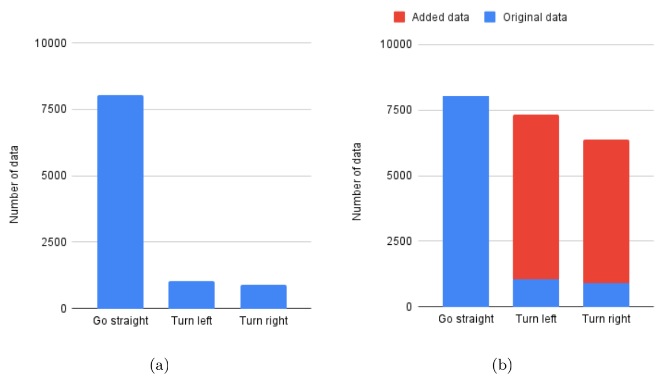 Number of data
10000
7500
5000
2500
0
Go straight
Turn left
Turn right
(a)
Added data
Original data
Number of data
10000
7500
5000
2500
0
Go straight
Turn left
Turn right
(b)